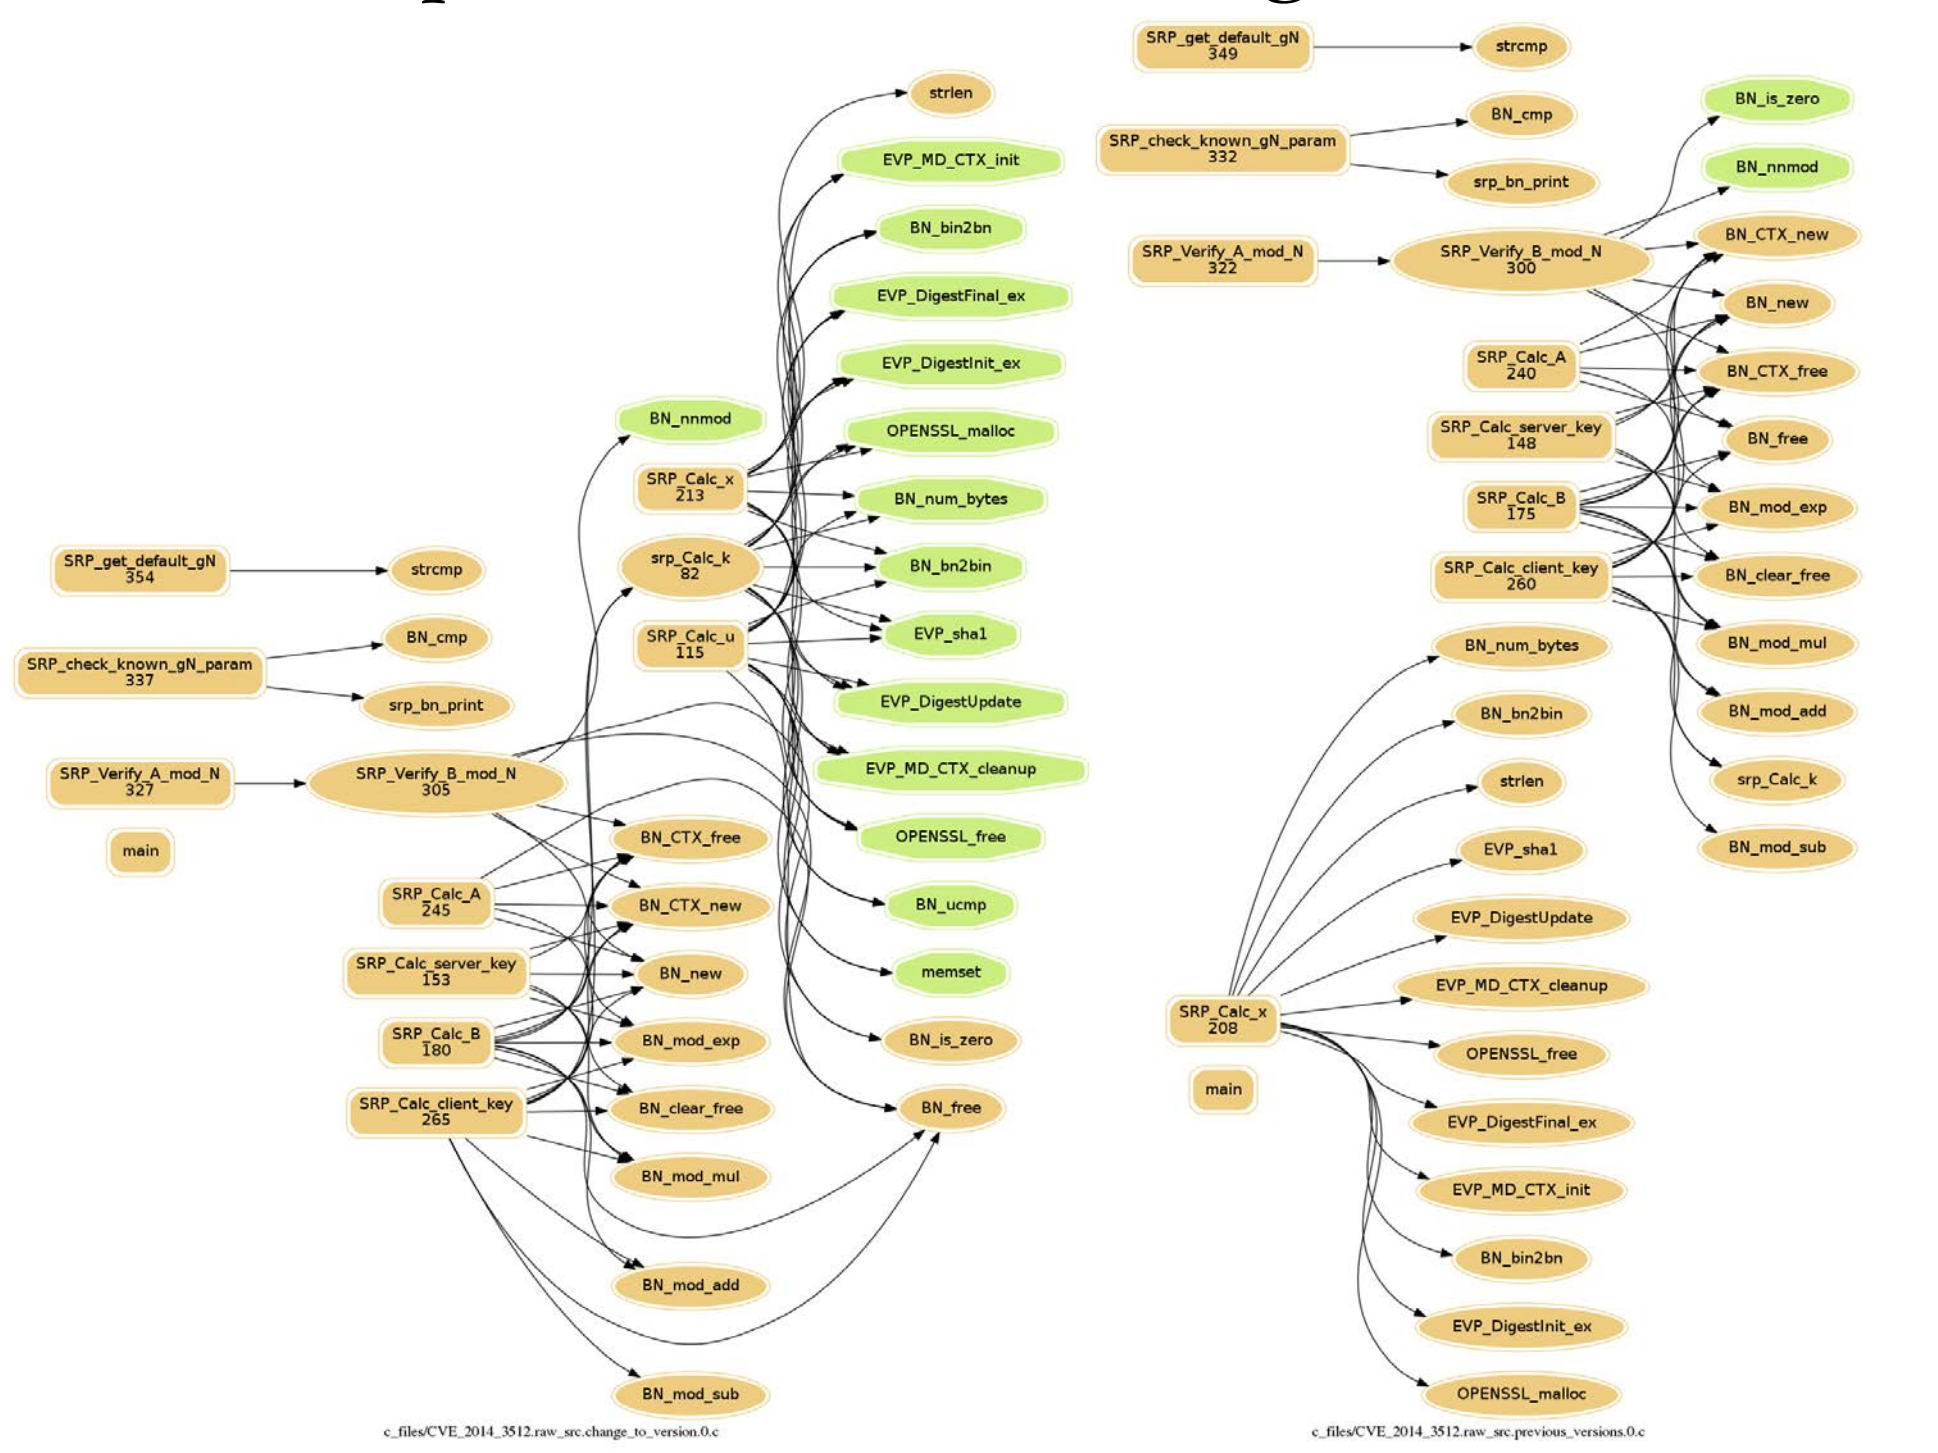 strlen
EVP_MD_CTX_init
BN_bin2bn
EVP_DigestFinal_ex
EVP_DigestInit_ex
BN_nnmod
OPENSSL_malloc
SRP_Calc_x
213
BN_num_bytes
srp_Calc_k
82
BN_bn2bin
SRP_get_default_gN
354
strcmp
SRP_Calc_u
115
EVP_sha1
BN_cmp
SRP_check_known_gN_param
337
srp_bn_print
EVP_DigestUpdate
SRP_Verify_A_mod_N
327
SRP_Verify_B_mod_N
305
EVP_MD_CTX_cleanup
main
BN_CTX_free
OPENSSL_free
SRP_Calc_A
245
BN_CTX_new
BN_ucmp
SRP_Calc_server_key
153
BN_new
memset
SRP_Calc_B
180
BN_mod_exp
BN_is_zero
SRP_Calc_client_key
265
BN_clear_free
BN_free
BN_mod_mul
BN_mod_add
BN_mod_sub
c_files/CVE_2014_3512.raw_src.change_to_version.0.c
SRP_get_default_gN
349
strcmp
BN_is_zero
BN_cmp
SRP_check_known_gN_param
332
srp_bn_print
BN_nnmod
SRP_Verify_A_mod_N
322
SRP_Verify_B_mod_N
300
BN_CTX_new
BN_new
SRP_Calc_A
240
BN_CTX_free
SRP_Calc_server_key
148
BN_free
SRP_Calc_B
175
BN_mod_exp
SRP_Calc_client_key
260
BN_clear_free
BN_num_bytes
BN_mod_mul
BN_bn2bin
BN_mod_add
strlen
srp_Calc_k
EVP_sha1
BN_mod_sub
EVP_DigestUpdate
EVP_MD_CTX_cleanup
SRP_Calc_x
208
OPENSSL_free
main
EVP_DigestFinal_ex
EVP_MD_CTX_init
BN_bin2bn
EVP_DigestInit_ex
OPENSSL_malloc
c_files/CVE_2014_3512.raw_src.previous_versions.0.c